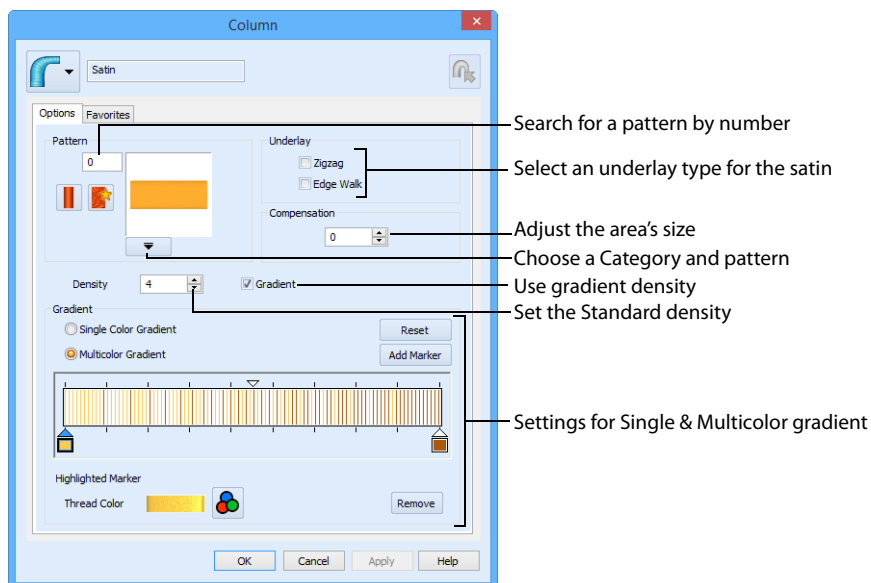 Column
Satin
Options Favorites
Pattern
0
Underlay
Zigzag
Edge Walk
Compensation
0
Density 4 Gradient
Gradient
Single Color Gradient Reset
Multicolor Gradient Add Marker
Highlighted Marker
Thread Color Remove
OK Cancel Apply Help
Search for a pattern by number
Select an underlay type for the satin
Adjust the area’s size
Choose a Category and pattern
Use gradient density
Set the Standard density
Settings for Single & Multicolor gradient